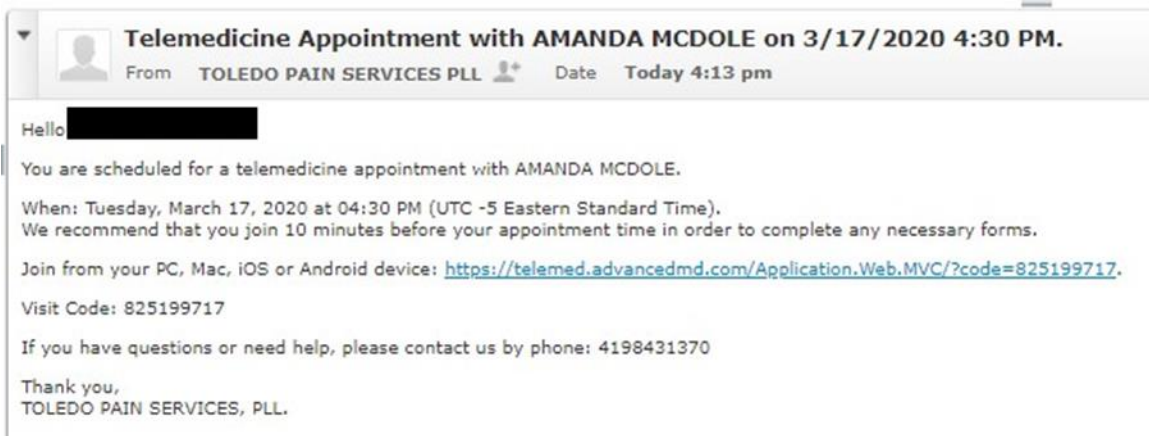 Telemedicine Appointment with AMANDA MCDOLE on 3/17/2020 4:30 PM.
From TOLEDO PAIN SERVICES PLL Date Today 4:13 pm
Hello
You are scheduled for a telemedicine appointment with AMANDA MCDOLE.
When: Tuesday, March 17, 2020 at 04:30 PM (UTC -5 Eastern Standard Time).
We recommend that you join 10 minutes before your appointment time in order to complete any necessary forms.
Join from your PC, Mac, iOS or Android device: https://telemed.advancedmd.com/Application.Web.MVC/?code=825199717.
Visit Code: 825199717
If you have questions or need help, please contact us by phone: 4198431370
Thank you,
TOLEDO PAIN SERVICES, PLL.